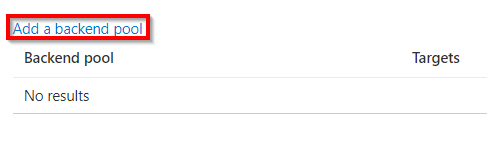 Add a backend pool
Backend pool Targets
No results